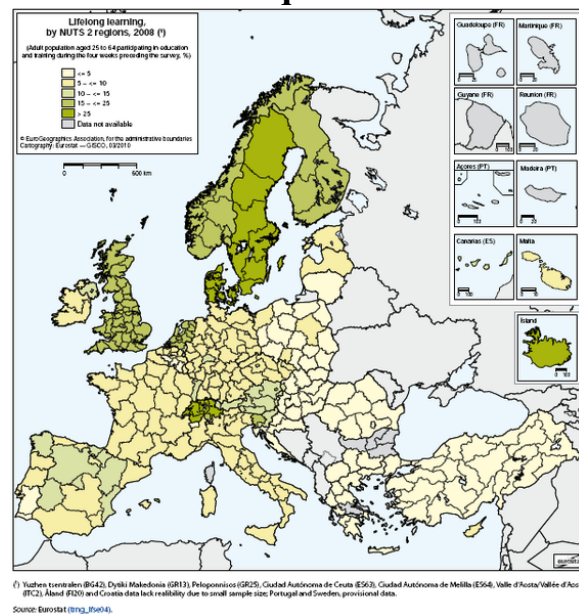 Lifelong learning,
by NUTS 2 regions, 2008 (¹)
(Adult population aged 25 to 64 participating in education
and training during the four weeks preceding the survey, %)
<= 5
5 – <= 10
10 – <= 15
15 – <= 25
> 25
Data not available
© EuroGeographics Association, for the administrative boundaries
Cartography: Eurostat — GISCO, 03/2010
0 600 km
Guadeloupe (FR)
Martinique (FR)
Guyane (FR)
Réunion (FR)
Açores (PT)
Madeira (PT)
Canarias (ES)
Malta
Island
(¹) Yuzhen tsentralen (BG42), Dytiki Makedonia (GR13), Peloponnisos (GR25), Ciudad Autónoma de Ceuta (ES63), Ciudad Autónoma de Melilla (ES64), Valle d'Aosta/Vallée d'Aos
(ITC2), Åland (FI20) and Croatia data lack realibility due to small sample size; Portugal and Sweden, provisional data.
Source: Eurostat (trng_lfse04).